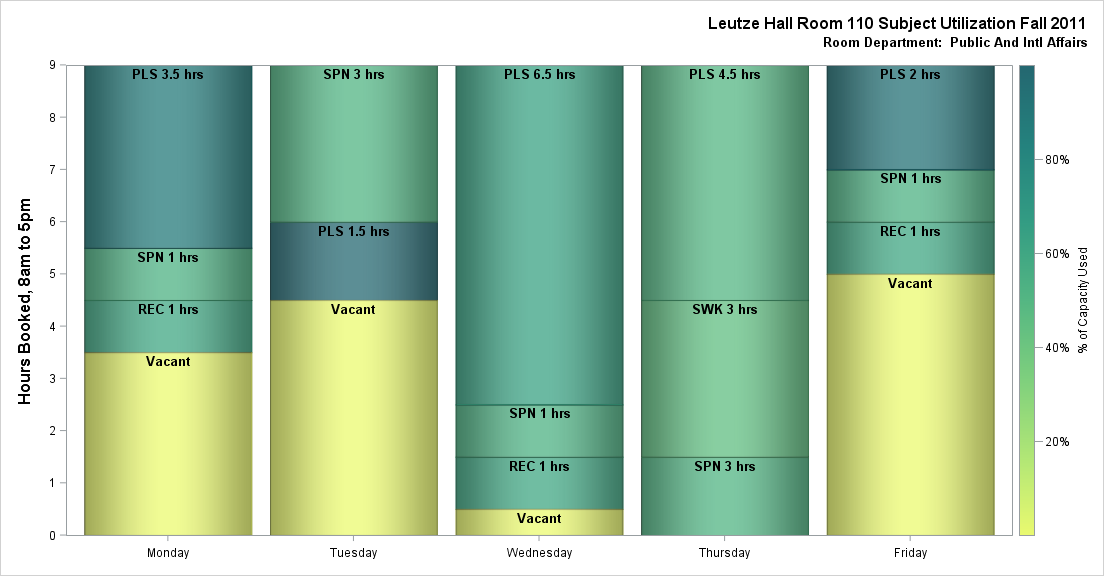 Leutze Hall Room 110 Subject Utilization Fall 2011
Room Department:  Public And Intl Affairs
Hours Booked, 8am to 5pm
9
8
7
6
5
4
3
2
1
0
PLS 3.5 hrs
SPN 1 hrs
REC 1 hrs
Vacant
SPN 3 hrs
PLS 1.5 hrs
Vacant
PLS 6.5 hrs
SPN 1 hrs
REC 1 hrs
Vacant
PLS 4.5 hrs
SWK 3 hrs
SPN 3 hrs
PLS 2 hrs
SPN 1 hrs
REC 1 hrs
Vacant
Monday
Tuesday
Wednesday
Thursday
Friday
80%
60%
40%
20%
% of Capacity Used